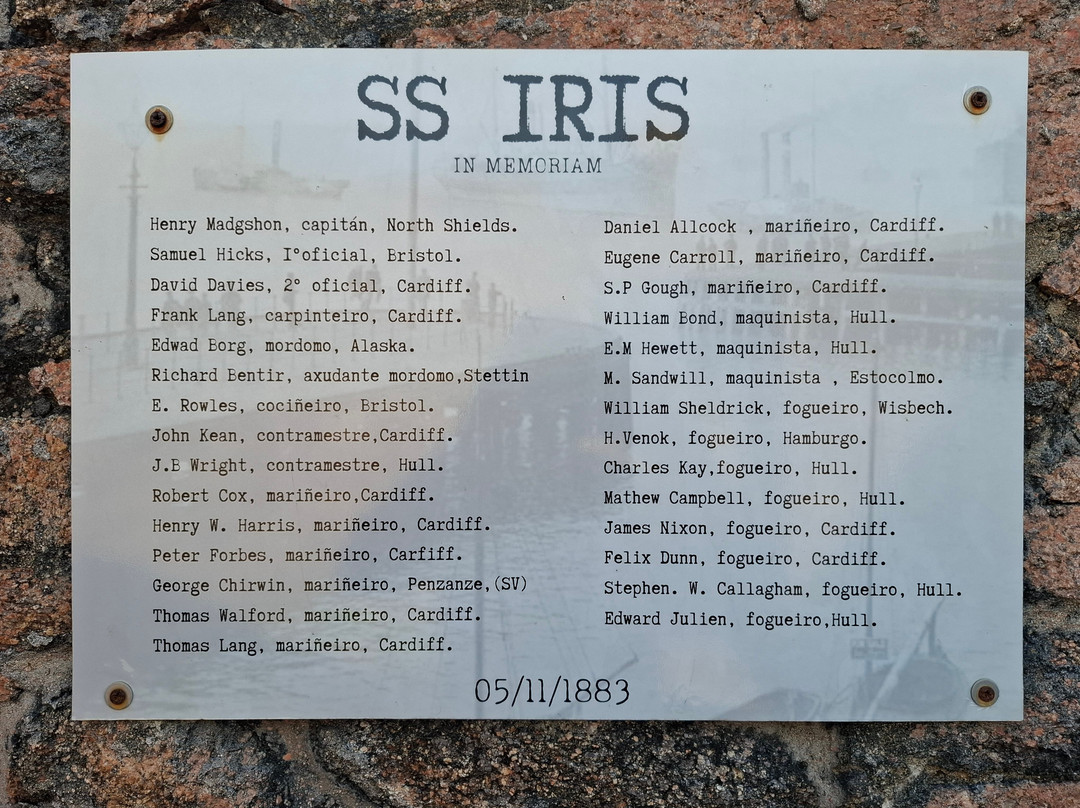 SS IRIS
IN MEMORIAM
Henry Madgshon, capitán, North Shields.
Samuel Hicks, I°oficial, Bristol.
David Davies, 2° oficial, Cardiff.
Frank Lang, carpinteiro, Cardiff.
Edwad Borg, mordomo, Alaska.
Richard Bentir, axudante mordomo,Stettin
E. Rowles, cociñeiro, Bristol.
John Kean, contramestre,Cardiff.
J.B Wright, contramestre, Hull.
Robert Cox, mariñeiro,Cardiff.
Henry W. Harris, mariñeiro, Cardiff.
Peter Forbes, mariñeiro, Carfiff.
George Chirwin, mariñeiro, Penzanze,(SV)
Thomas Walford, mariñeiro, Cardiff.
Thomas Lang, mariñeiro, Cardiff.
Daniel Allcock , mariñeiro, Cardiff.
Eugene Carroll, mariñeiro, Cardiff.
S.P Gough, mariñeiro, Cardiff.
William Bond, maquinista, Hull.
E.M Hewett, maquinista, Hull.
M. Sandwill, maquinista , Estocolmo.
William Sheldrick, fogueiro, Wisbech.
H.Venok, fogueiro, Hamburgo.
Charles Kay,fogueiro, Hull.
Mathew Campbell, fogueiro, Hull.
James Nixon, fogueiro, Cardiff.
Felix Dunn, fogueiro, Cardiff.
Stephen. W. Callagham, fogueiro, Hull.
Edward Julien, fogueiro,Hull.
05/11/1883